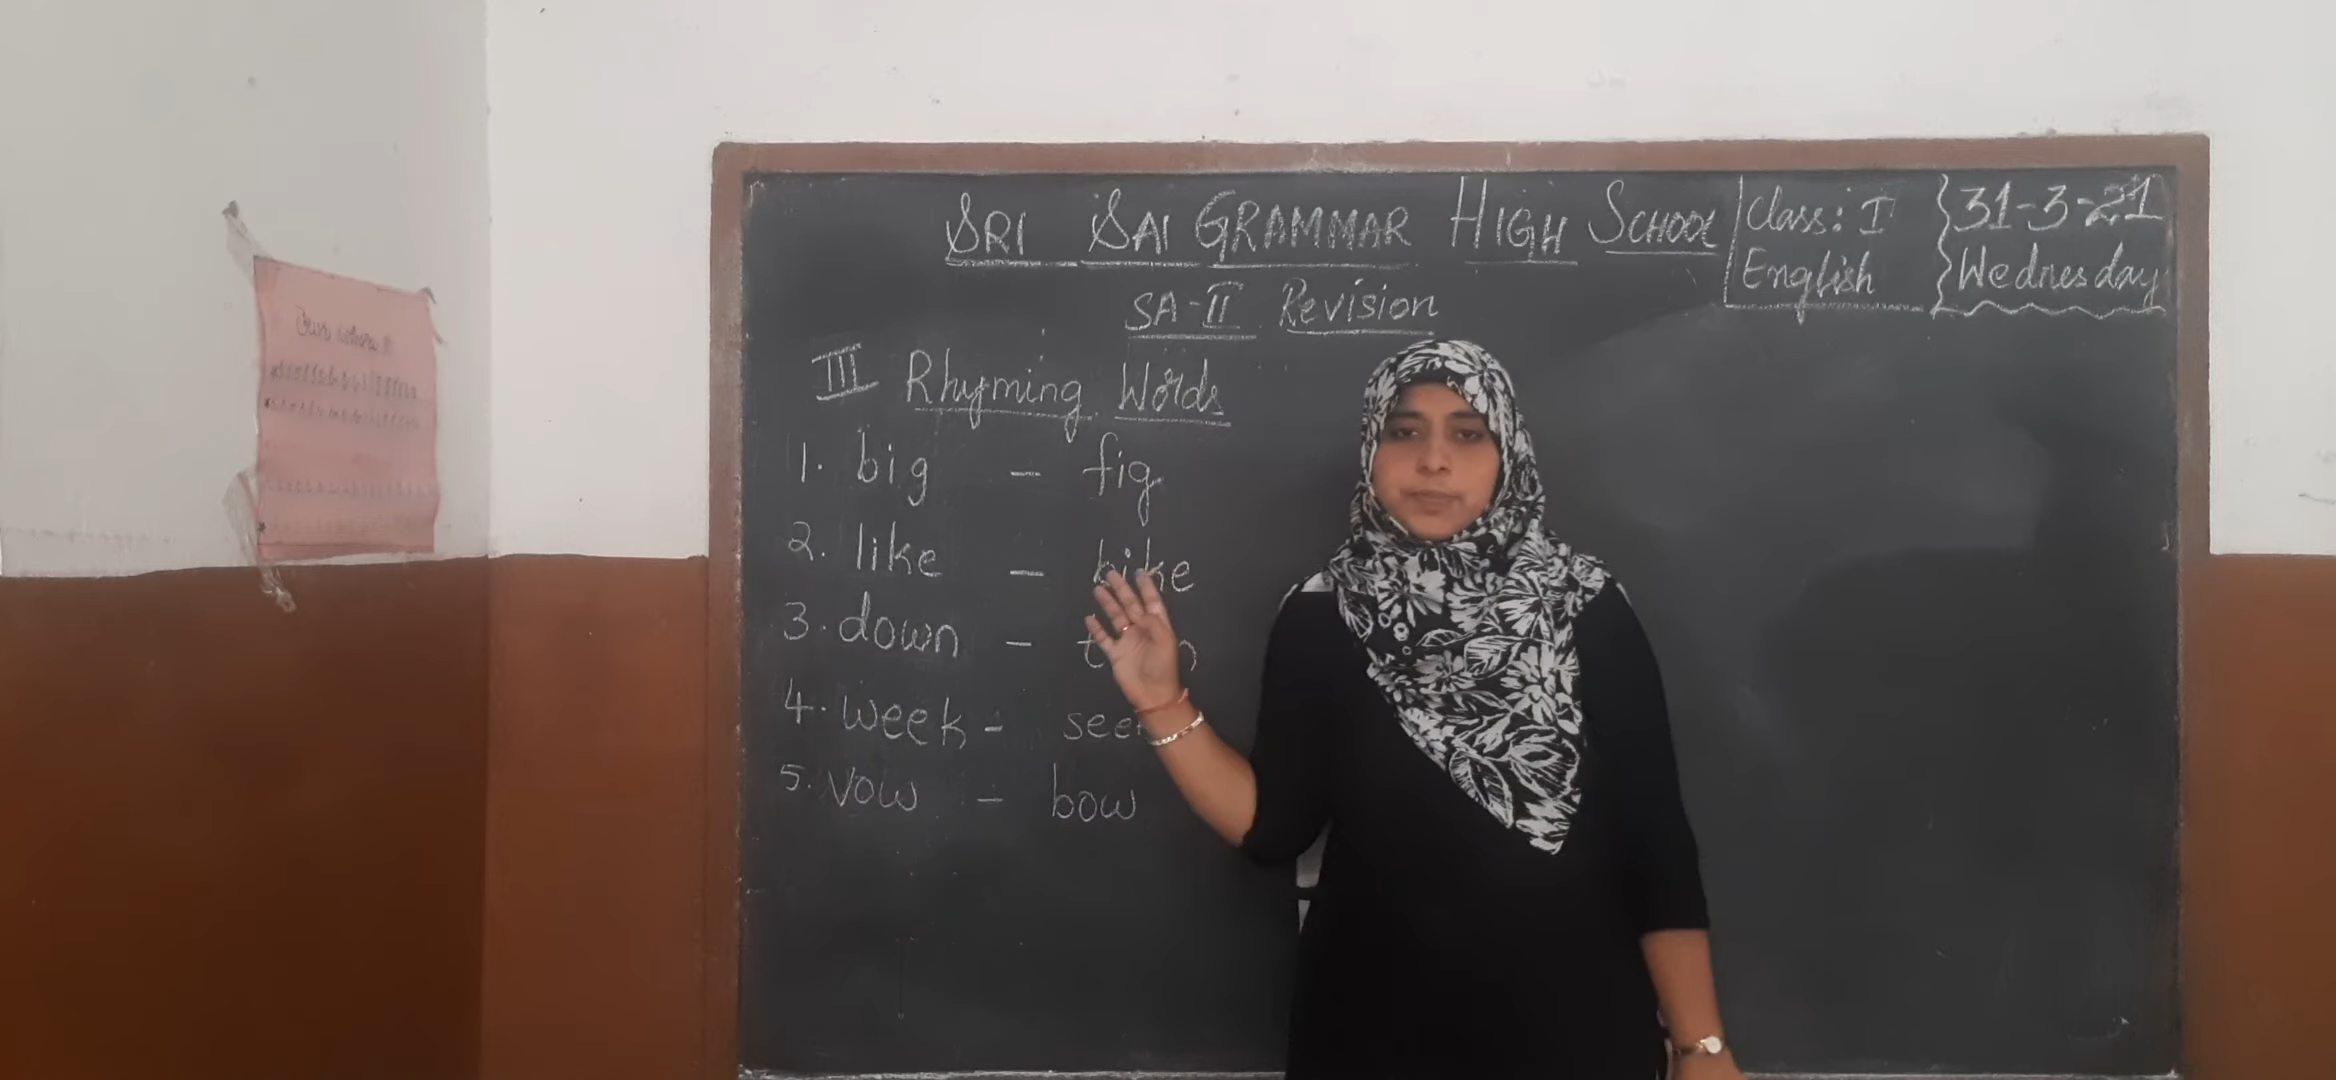 SRI SAI GRAMMAR HIGH SCHOOL
Class: I
English
31-3-21
Wednesday
SA-II Revision
III Rhyming Words
1. big - fig
2. like - bike
3. down -
4. week -
5. vow - bow